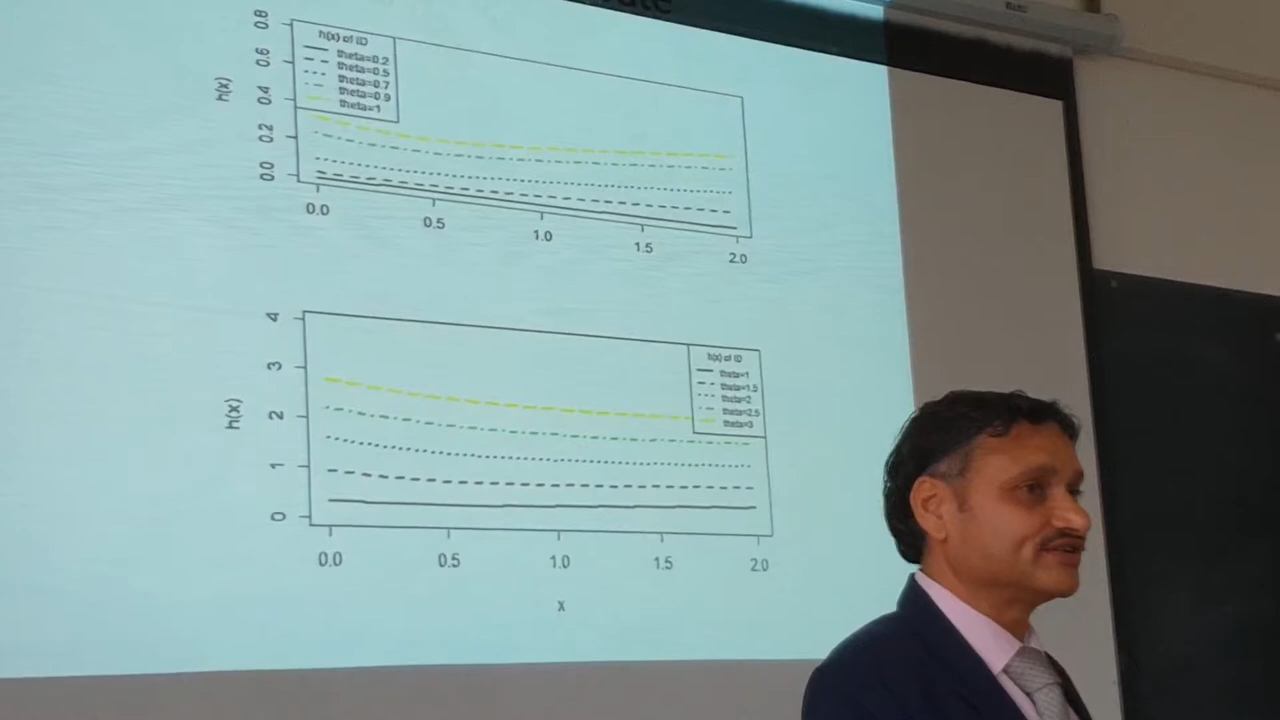 h(x) of ID
theta=0.2
theta=0.5
theta=0.7
theta=0.9
theta=1
h(x)
0.8
0.6
0.4
0.2
0.0
0.0 0.5 1.0 1.5 2.0
h(x) of ID
theta=1
theta=1.5
theta=2
theta=2.5
theta=3
h(x)
4
3
2
1
0
0.0 0.5 1.0 1.5 2.0
x